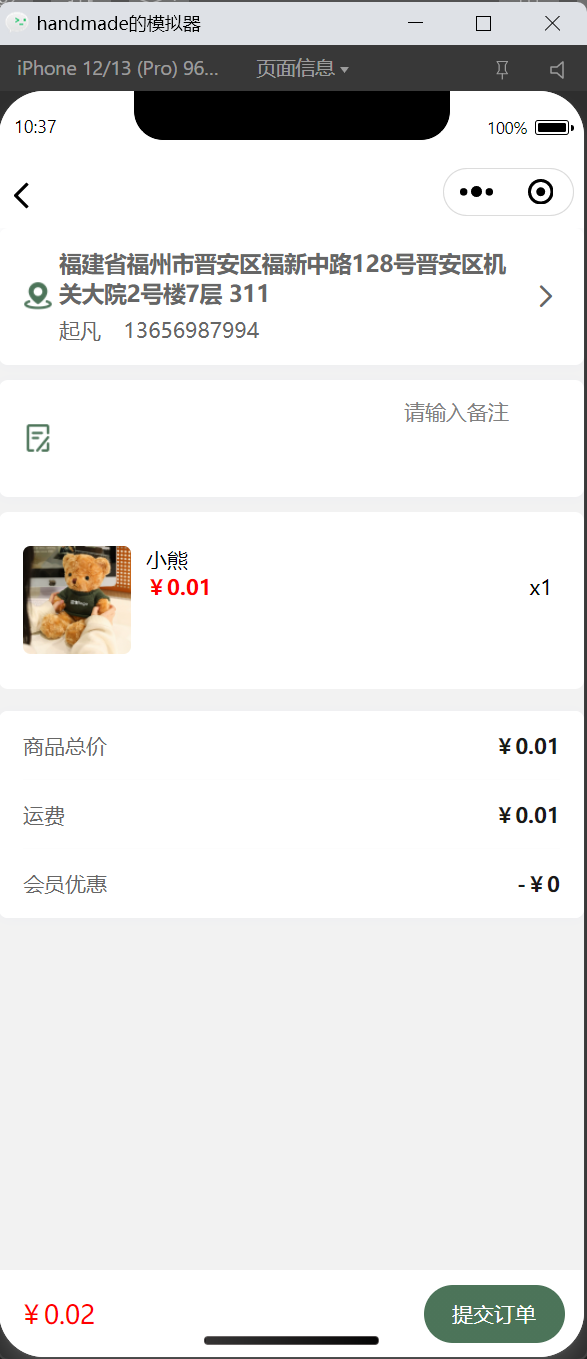 handmade的模拟器
iPhone 12/13 (Pro) 96... 页面信息
10:37 100%
福建省福州市晋安区福新中路128号晋安区机
关大院2号楼7层 311
起凡 13656987994
请输入备注
小熊
￥0.01 x1
商品总价 ￥0.01
运费 ￥0.01
会员优惠 -￥0
￥0.02 提交订单